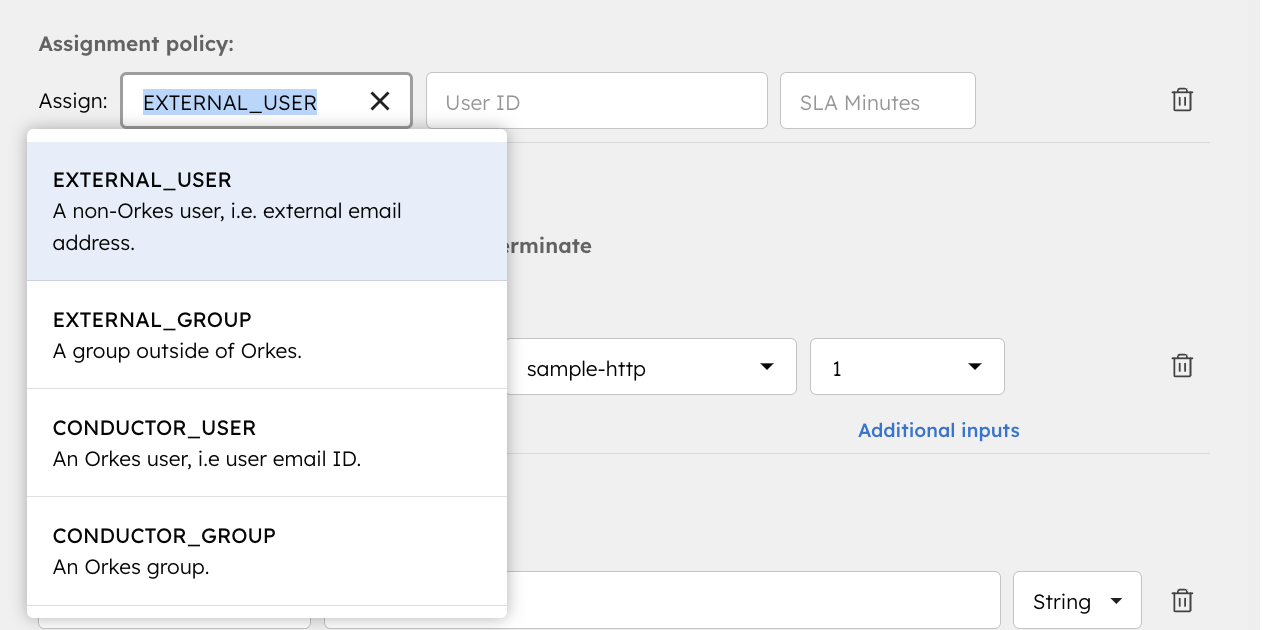 Assignment policy:
Assign: EXTERNAL_USER User ID SLA Minutes
EXTERNAL_USER
A non-Orkes user, i.e. external email
address.
erminate
EXTERNAL_GROUP
A group outside of Orkes.
sample-http 1
CONDUCTOR_USER
Additional inputs
An Orkes user, i.e user email ID.
CONDUCTOR_GROUP
An Orkes group.
String